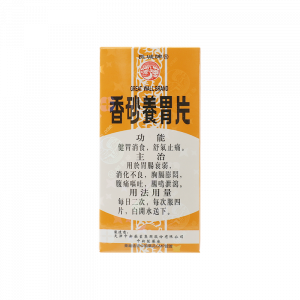 GREAT WALL BRAND
香砂養胃片
功能
健胃消食，舒氣止痛。
主治
用於胃腸衰弱，
消化不良，胸膈膨悶，
腹痛嘔吐，腸鳴泄瀉。
用法用量
每日二次，每次服四
片，白開水送下。